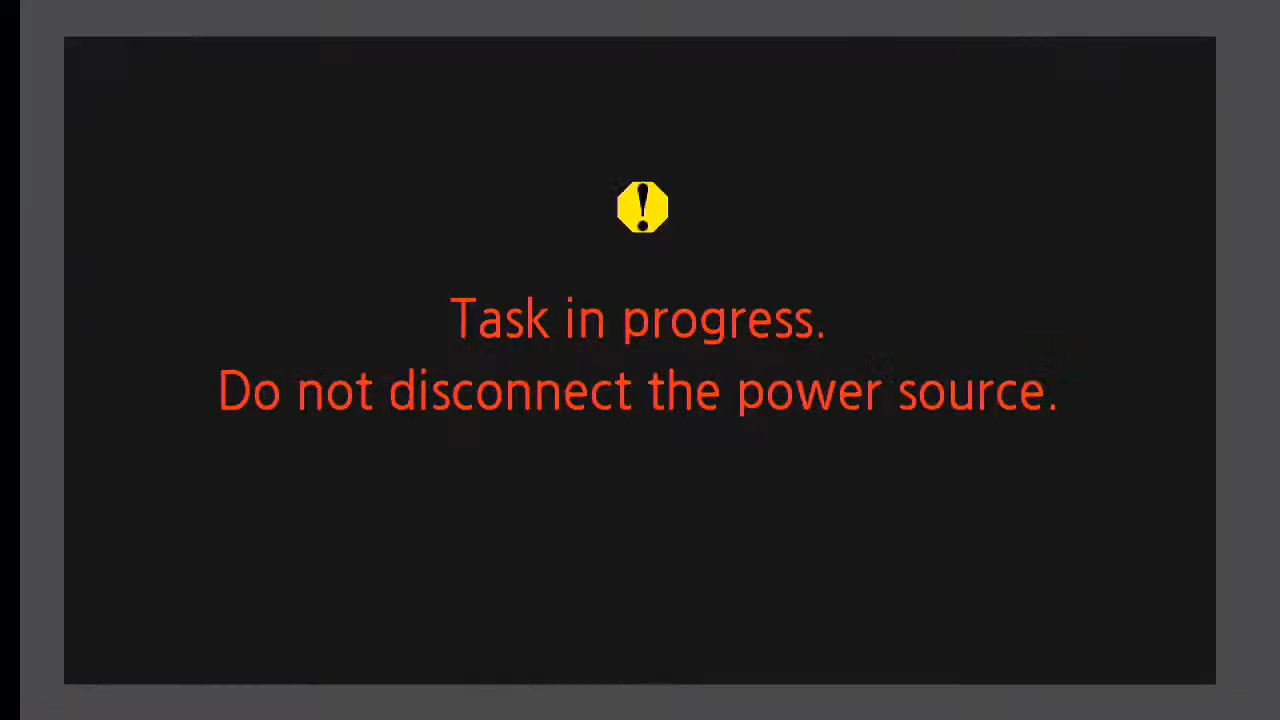 Task in progress.
Do not disconnect the power source.